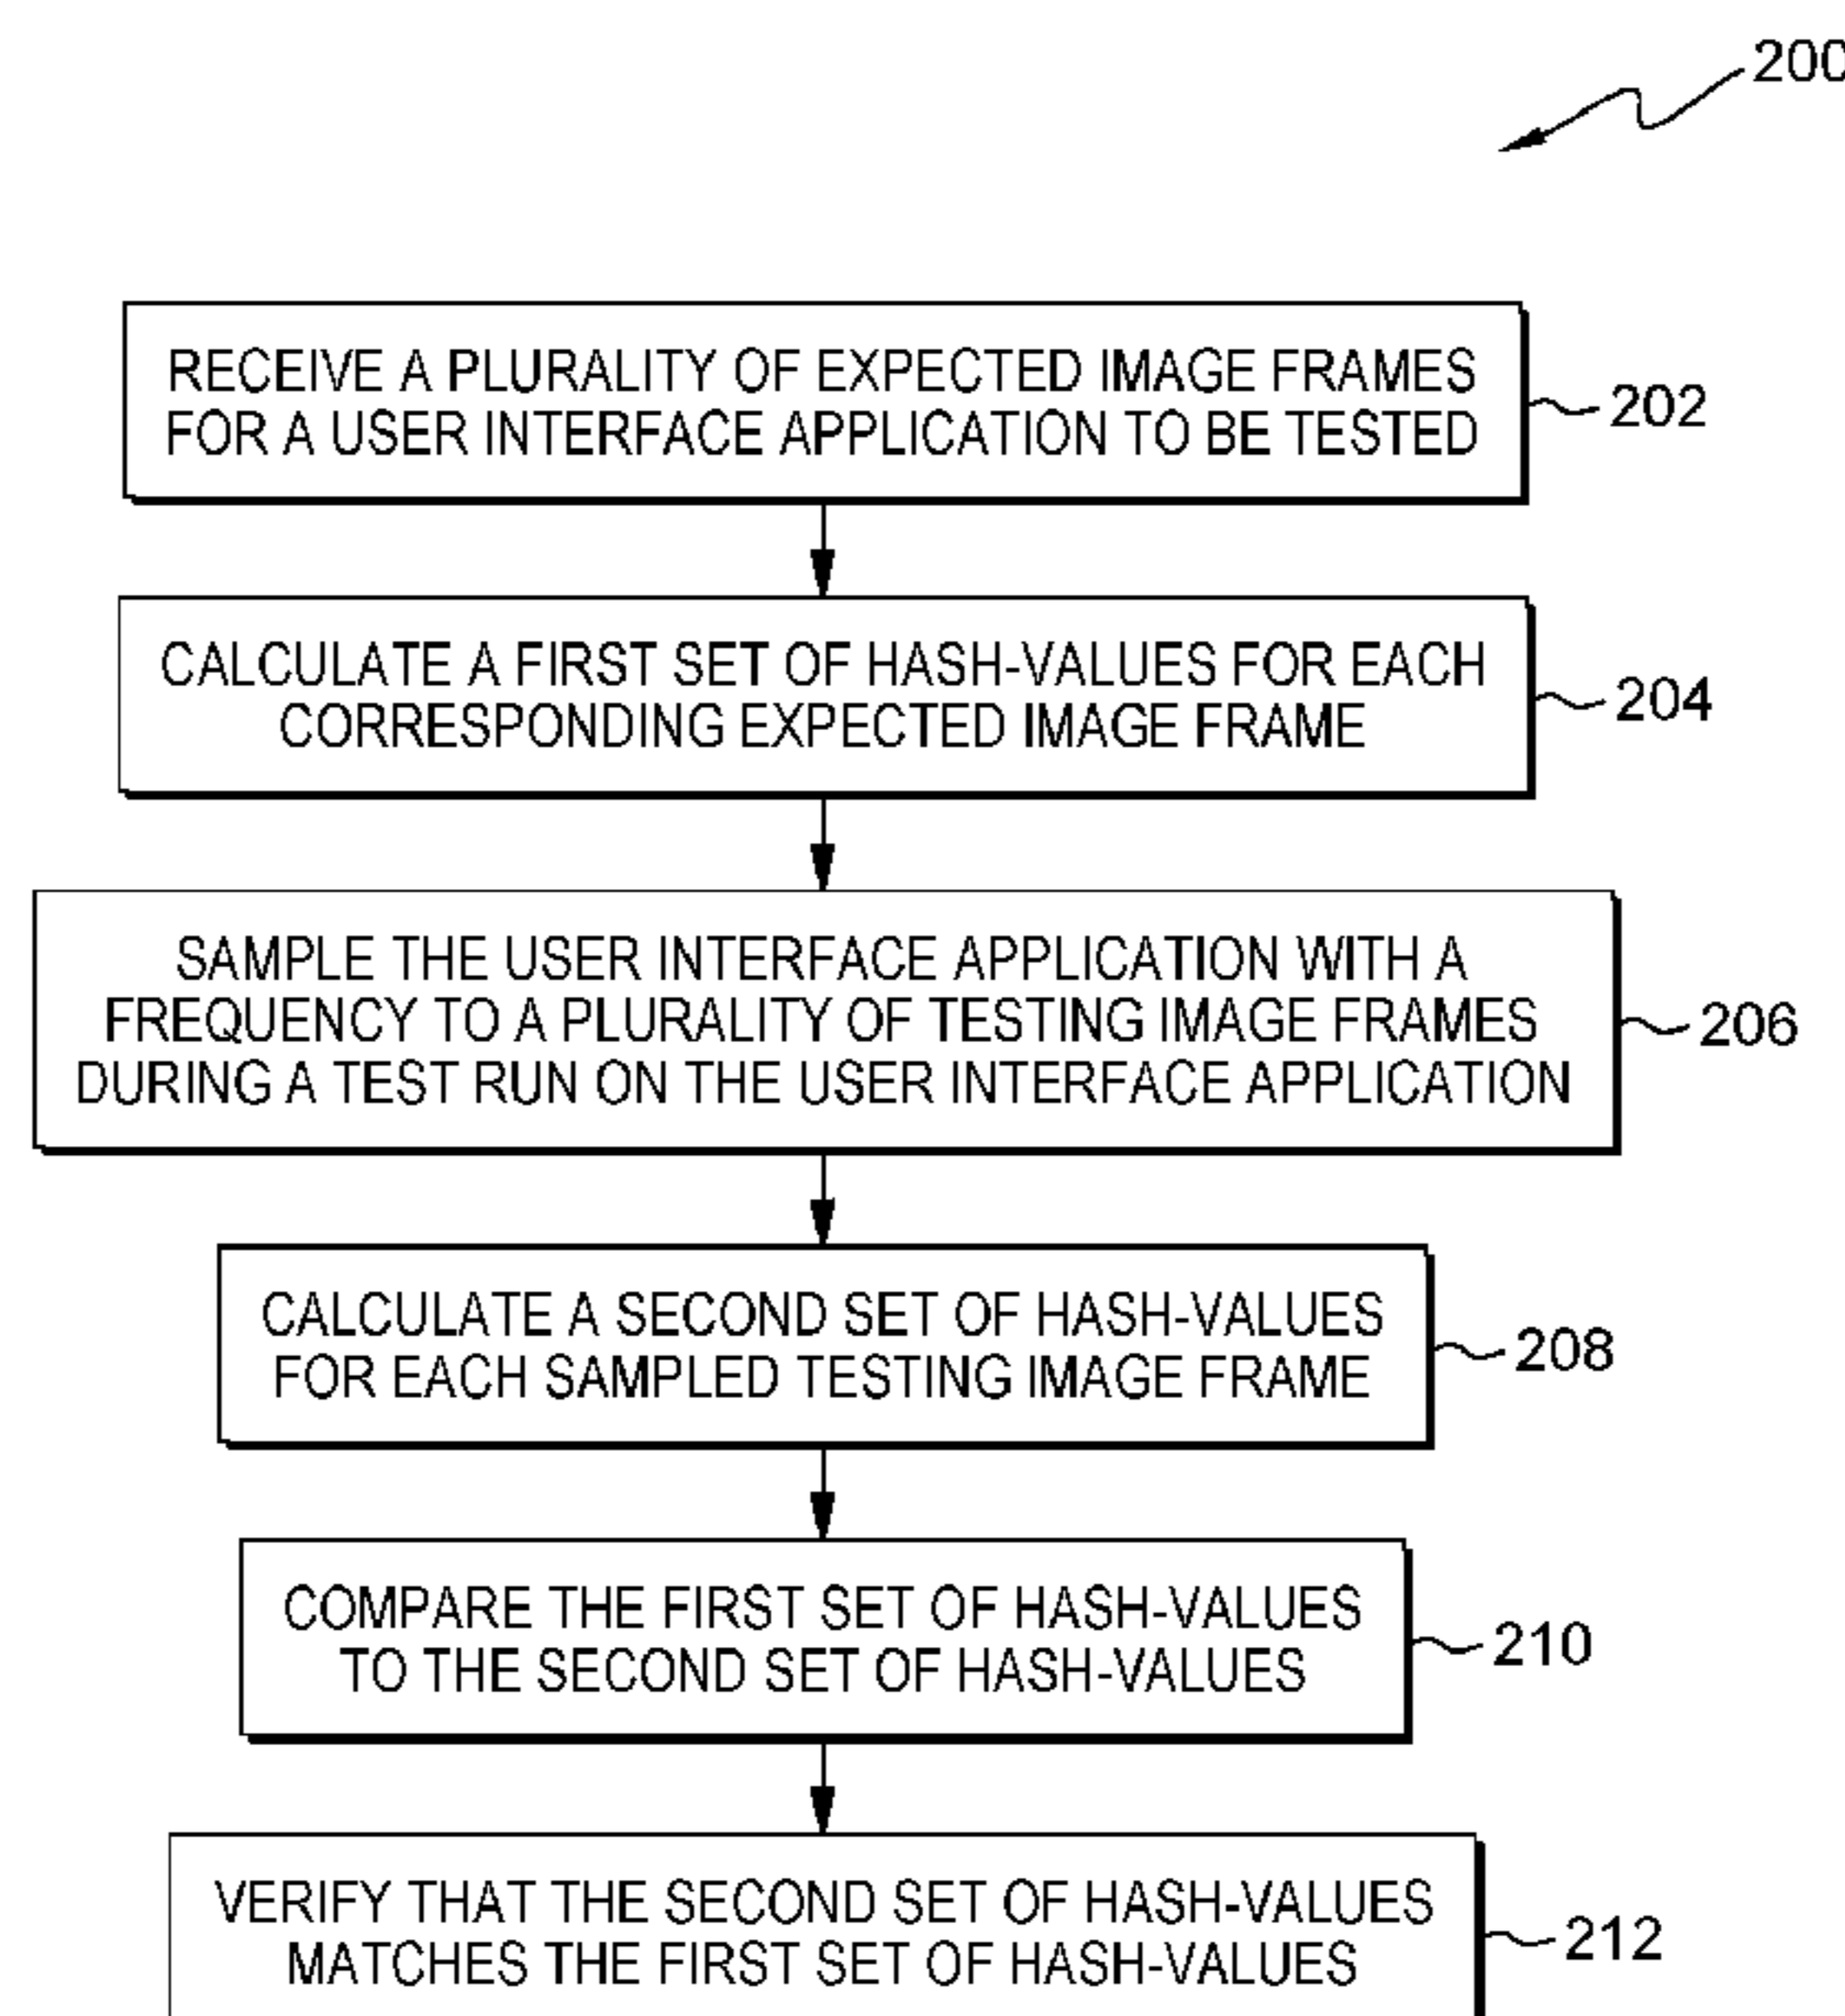 200
RECEIVE A PLURALITY OF EXPECTED IMAGE FRAMES
FOR A USER INTERFACE APPLICATION TO BE TESTED
202
CALCULATE A FIRST SET OF HASH-VALUES FOR EACH
CORRESPONDING EXPECTED IMAGE FRAME
204
SAMPLE THE USER INTERFACE APPLICATION WITH A
FREQUENCY TO A PLURALITY OF TESTING IMAGE FRAMES
DURING A TEST RUN ON THE USER INTERFACE APPLICATION
206
CALCULATE A SECOND SET OF HASH-VALUES
FOR EACH SAMPLED TESTING IMAGE FRAME
208
COMPARE THE FIRST SET OF HASH-VALUES
TO THE SECOND SET OF HASH-VALUES
210
VERIFY THAT THE SECOND SET OF HASH-VALUES
MATCHES THE FIRST SET OF HASH-VALUES
212